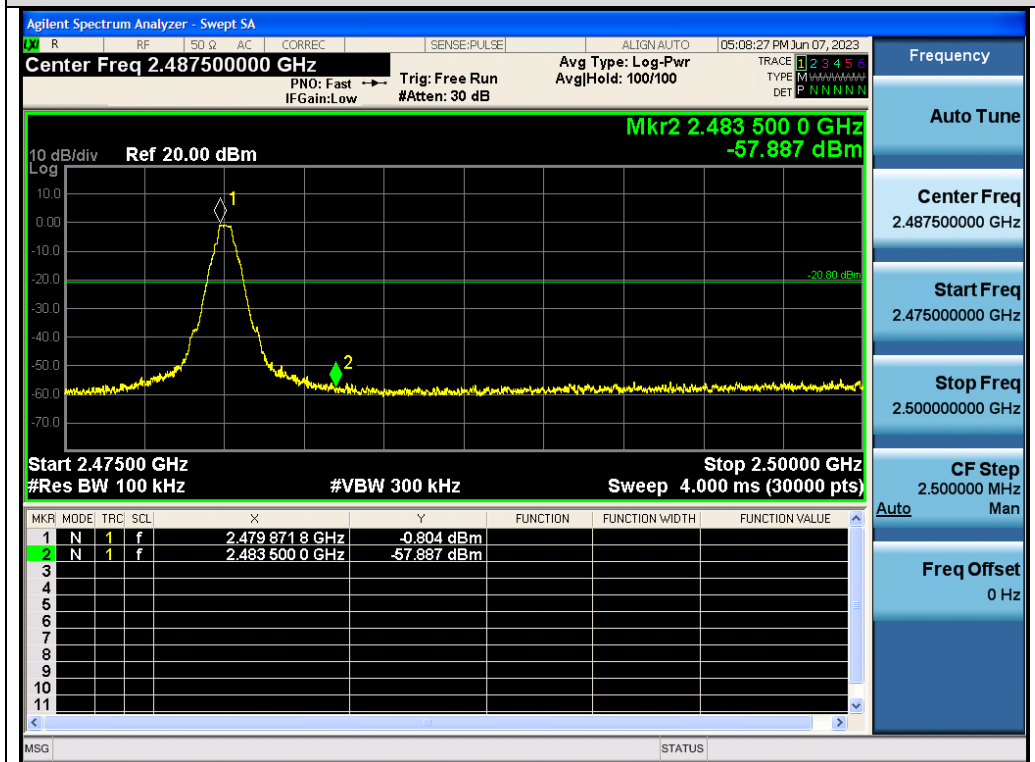 Agilent Spectrum Analyzer - Swept SA
LXI R RF 50 Ω AC CORREC SENSE:PULSE ALIGN AUTO 05:08:27 PM Jun 07, 2023
Center Freq 2.487500000 GHz
PNO: Fast
IFGain:Low
Trig: Free Run
#Atten: 30 dB
Avg Type: Log-Pwr
Avg|Hold: 100/100
TRACE 1 2 3 4 5 6
TYPE M WWWWW
DET P N N N N N
Mkr2 2.483 500 0 GHz
-57.887 dBm
10 dB/div Ref 20.00 dBm
Log
10.0
0.00
-10.0
-20.0
-30.0
-40.0
-50.0
-60.0
-70.0
1
2
-20.80 dBm
Start 2.47500 GHz Stop 2.50000 GHz
#Res BW 100 kHz #VBW 300 kHz Sweep 4.000 ms (30000 pts)
MKR MODE TRC SCL X Y FUNCTION FUNCTION WIDTH FUNCTION VALUE
1 N 1 f 2.479 871 8 GHz -0.804 dBm
2 N 1 f 2.483 500 0 GHz -57.887 dBm
3
4
5
6
7
8
9
10
11
MSG STATUS
Frequency
Auto Tune
Center Freq
2.487500000 GHz
Start Freq
2.475000000 GHz
Stop Freq
2.500000000 GHz
CF Step
2.500000 MHz
Auto Man
Freq Offset
0 Hz